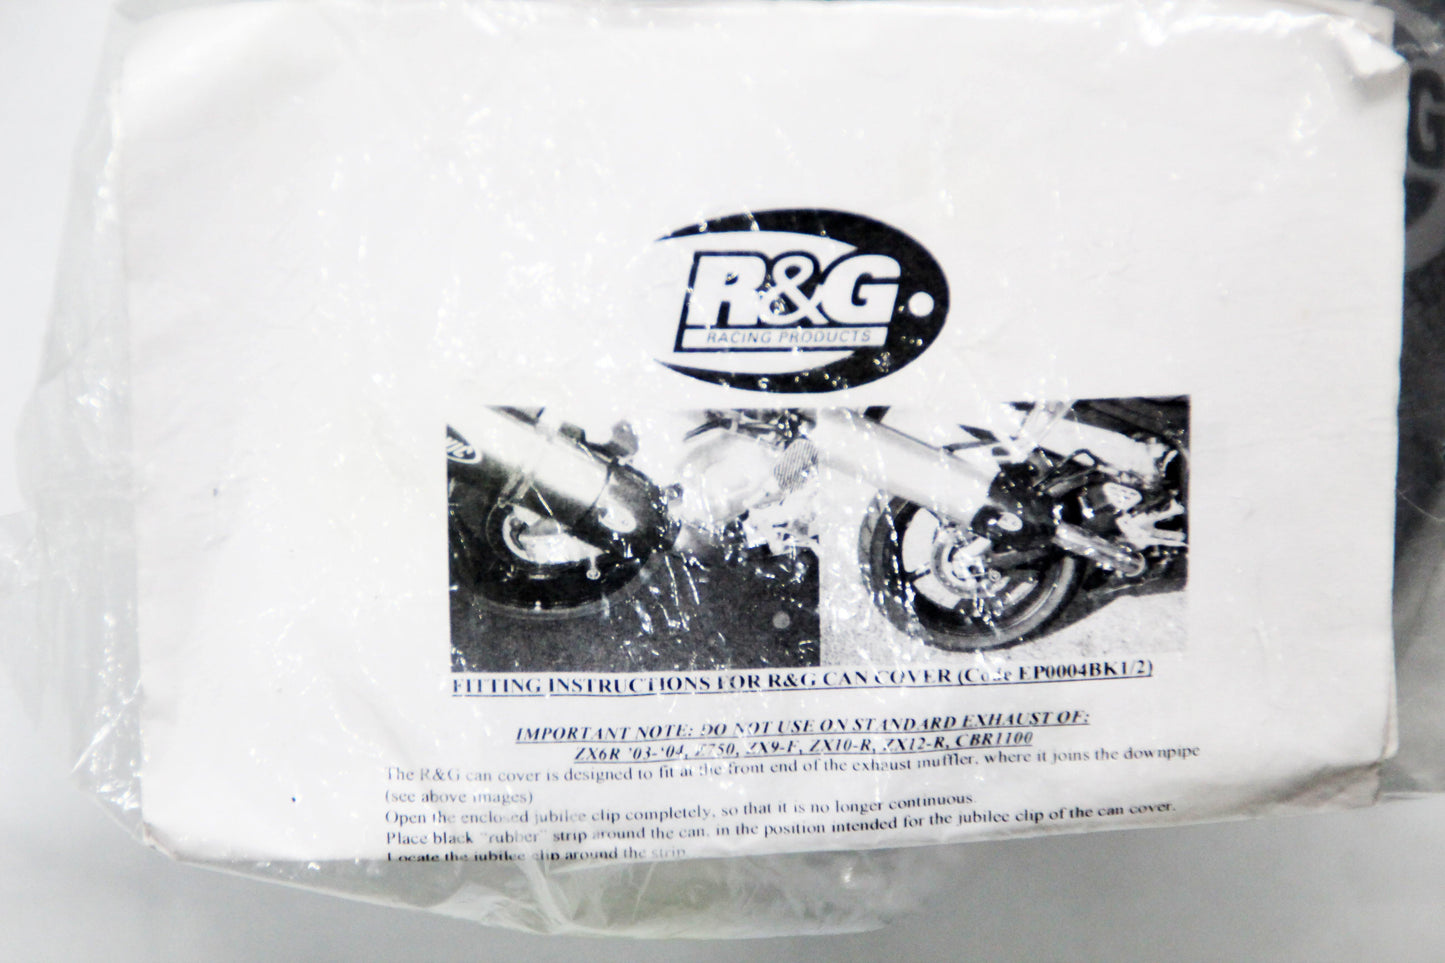 R&G
RACING PRODUCTS
FITTING INSTRUCTIONS FOR R&G CAN COVER (Code EP0004BK1/2)
IMPORTANT NOTE: DO NOT USE ON STANDARD EXHAUST OF:
ZX6R '03-'04, Z750, ZX9-F, ZX10-R, ZX12-R, CBR1100
The R&G can cover is designed to fit at the front end of the exhaust muffler, where it joins the downpipe
(see above images)
Open the enclosed jubilee clip completely, so that it is no longer continuous.
Place black "rubber" strip around the can, in the position intended for the jubilee clip of the can cover.
Locate the jubilee clip around the strip.